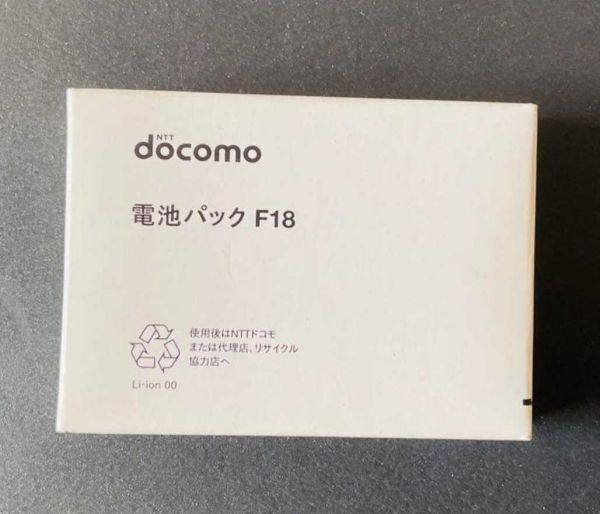 NTT
docomo
電池パック F18
使用後はNTTドコモ
または代理店、リサイクル
協力店へ
Li-ion 00